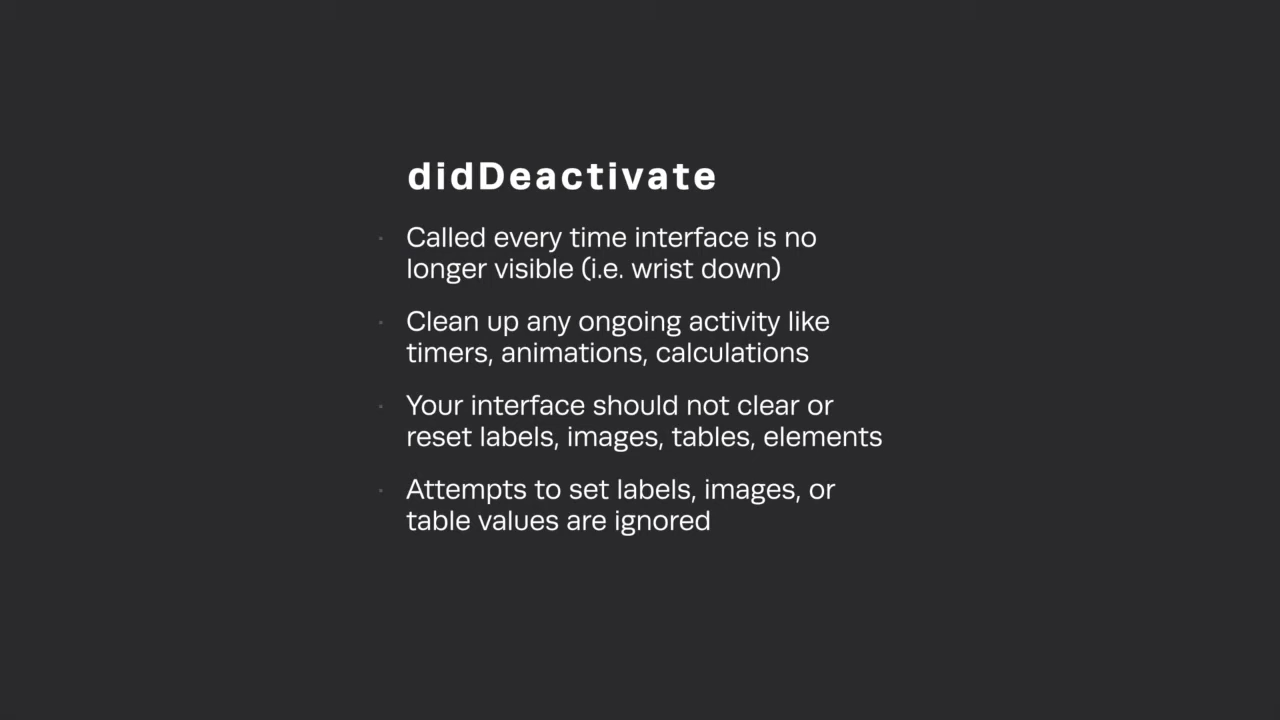 didDeactivate
· Called every time interface is no
longer visible (i.e. wrist down)
· Clean up any ongoing activity like
timers, animations, calculations
· Your interface should not clear or
reset labels, images, tables, elements
· Attempts to set labels, images, or
table values are ignored